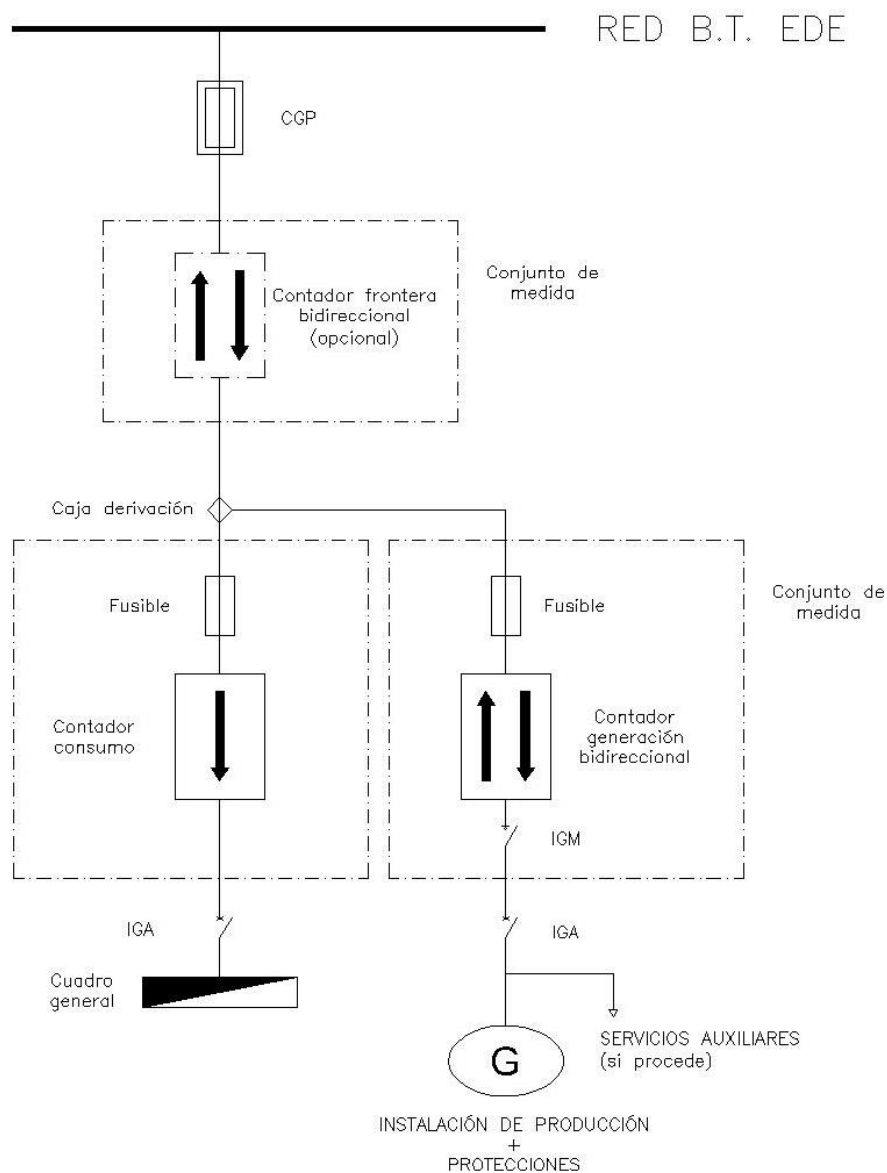 RED B.T. EDE
CGP
Conjunto de
medida
Contador frontera
bidireccional
(opcional)
Caja derivación
Fusible
Fusible
Conjunto de
medida
Contador
consumo
Contador
generación
bidireccional
IGM
IGA
IGA
Cuadro
general
SERVICIOS AUXILIARES
(si procede)
G
INSTALACIÓN DE PRODUCCIÓN
+
PROTECCIONES